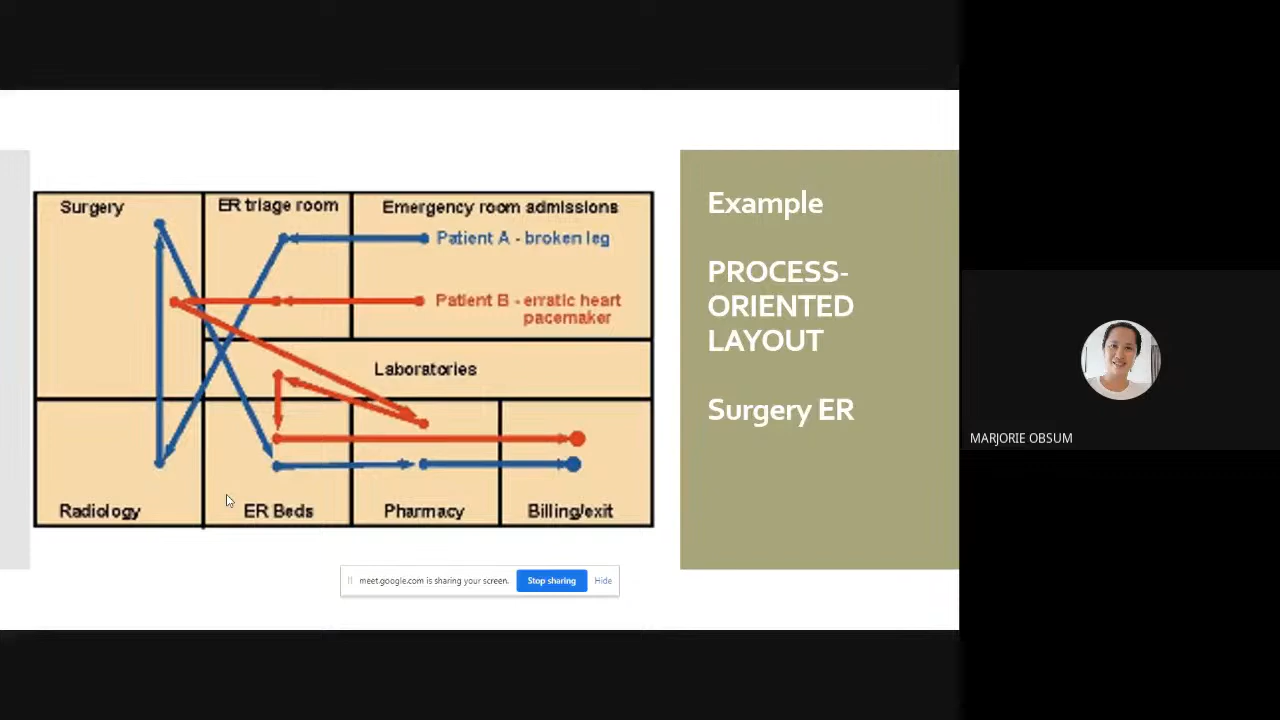 Surgery
ER triage room
Emergency room admissions
Patient A - broken leg
Patient B - erratic heart
pacemaker
Laboratories
Radiology
ER Beds
Pharmacy
Billing/exit
Example
PROCESS-
ORIENTED
LAYOUT
Surgery ER
meet.google.com is sharing your screen.
Stop sharing
Hide
MARJORIE OBSUM